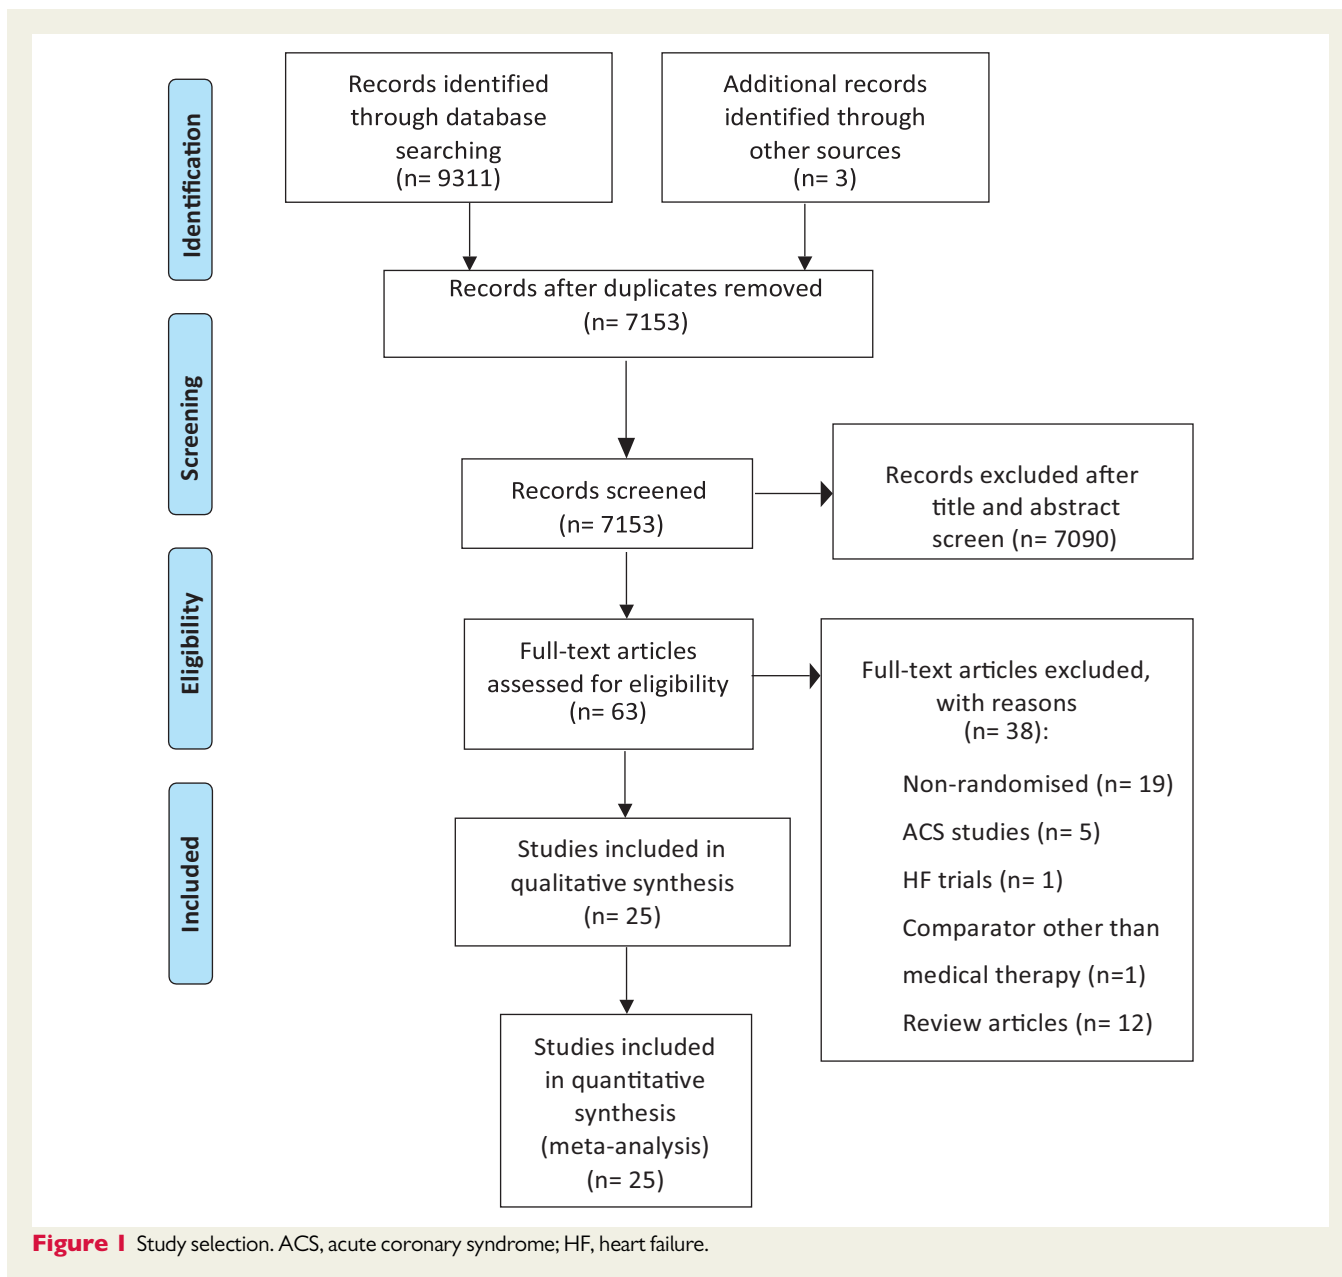 Identification
Records identified
through database
searching
(n= 9311)
Additional records
identified through
other sources
(n= 3)
Records after duplicates removed
(n= 7153)
Screening
Records screened
(n= 7153)
Records excluded after
title and abstract
screen (n= 7090)
Eligibility
Full-text articles
assessed for eligibility
(n= 63)
Full-text articles excluded,
with reasons
(n= 38):
Non-randomised (n= 19)
ACS studies (n= 5)
HF trials (n= 1)
Comparator other than
medical therapy (n=1)
Review articles (n= 12)
Included
Studies included in
qualitative synthesis
(n= 25)
Studies included
in quantitative
synthesis
(meta-analysis)
(n= 25)
Figure 1 Study selection. ACS, acute coronary syndrome; HF, heart failure.